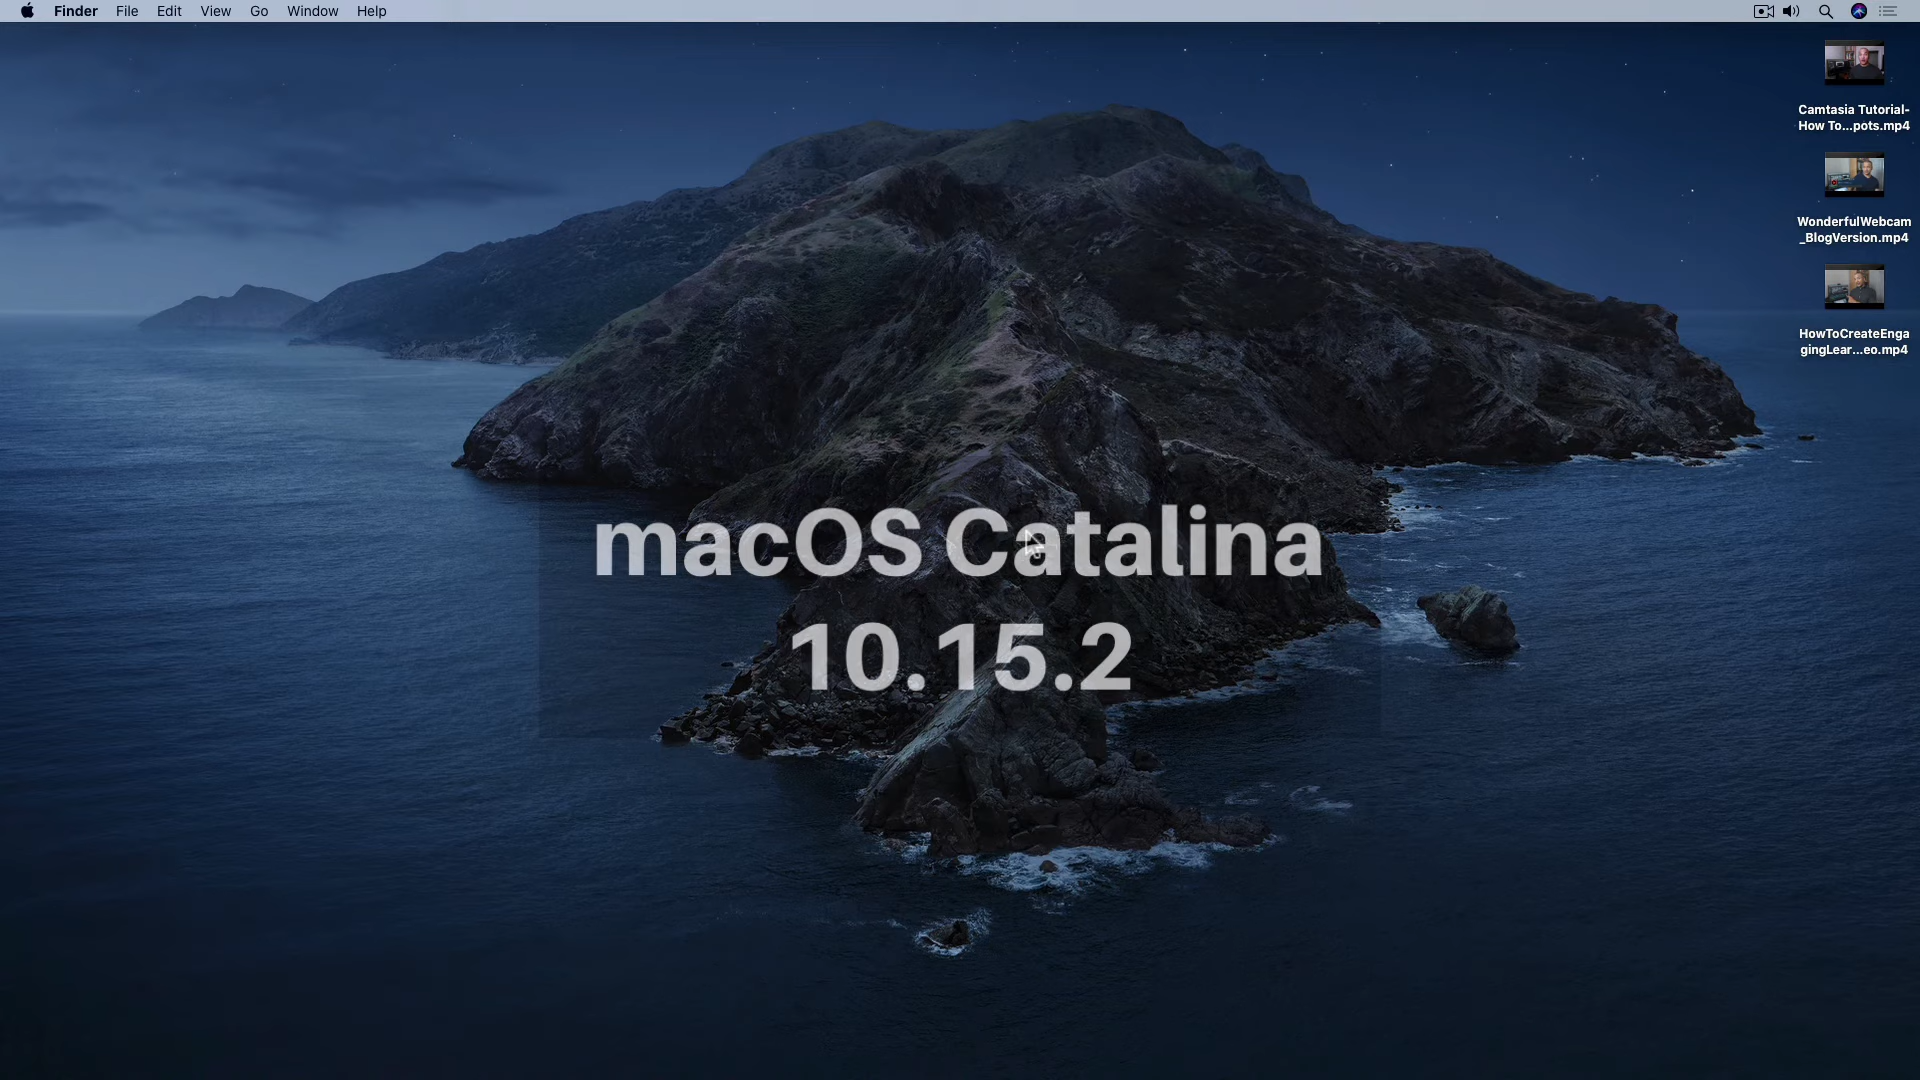 Finder File Edit View Go Window Help
Camtasia Tutorial-
How To...pots.mp4
WonderfulWebcam
_BlogVersion.mp4
HowToCreateEnga
gingLear...eo.mp4
macOS Catalina
10.15.2